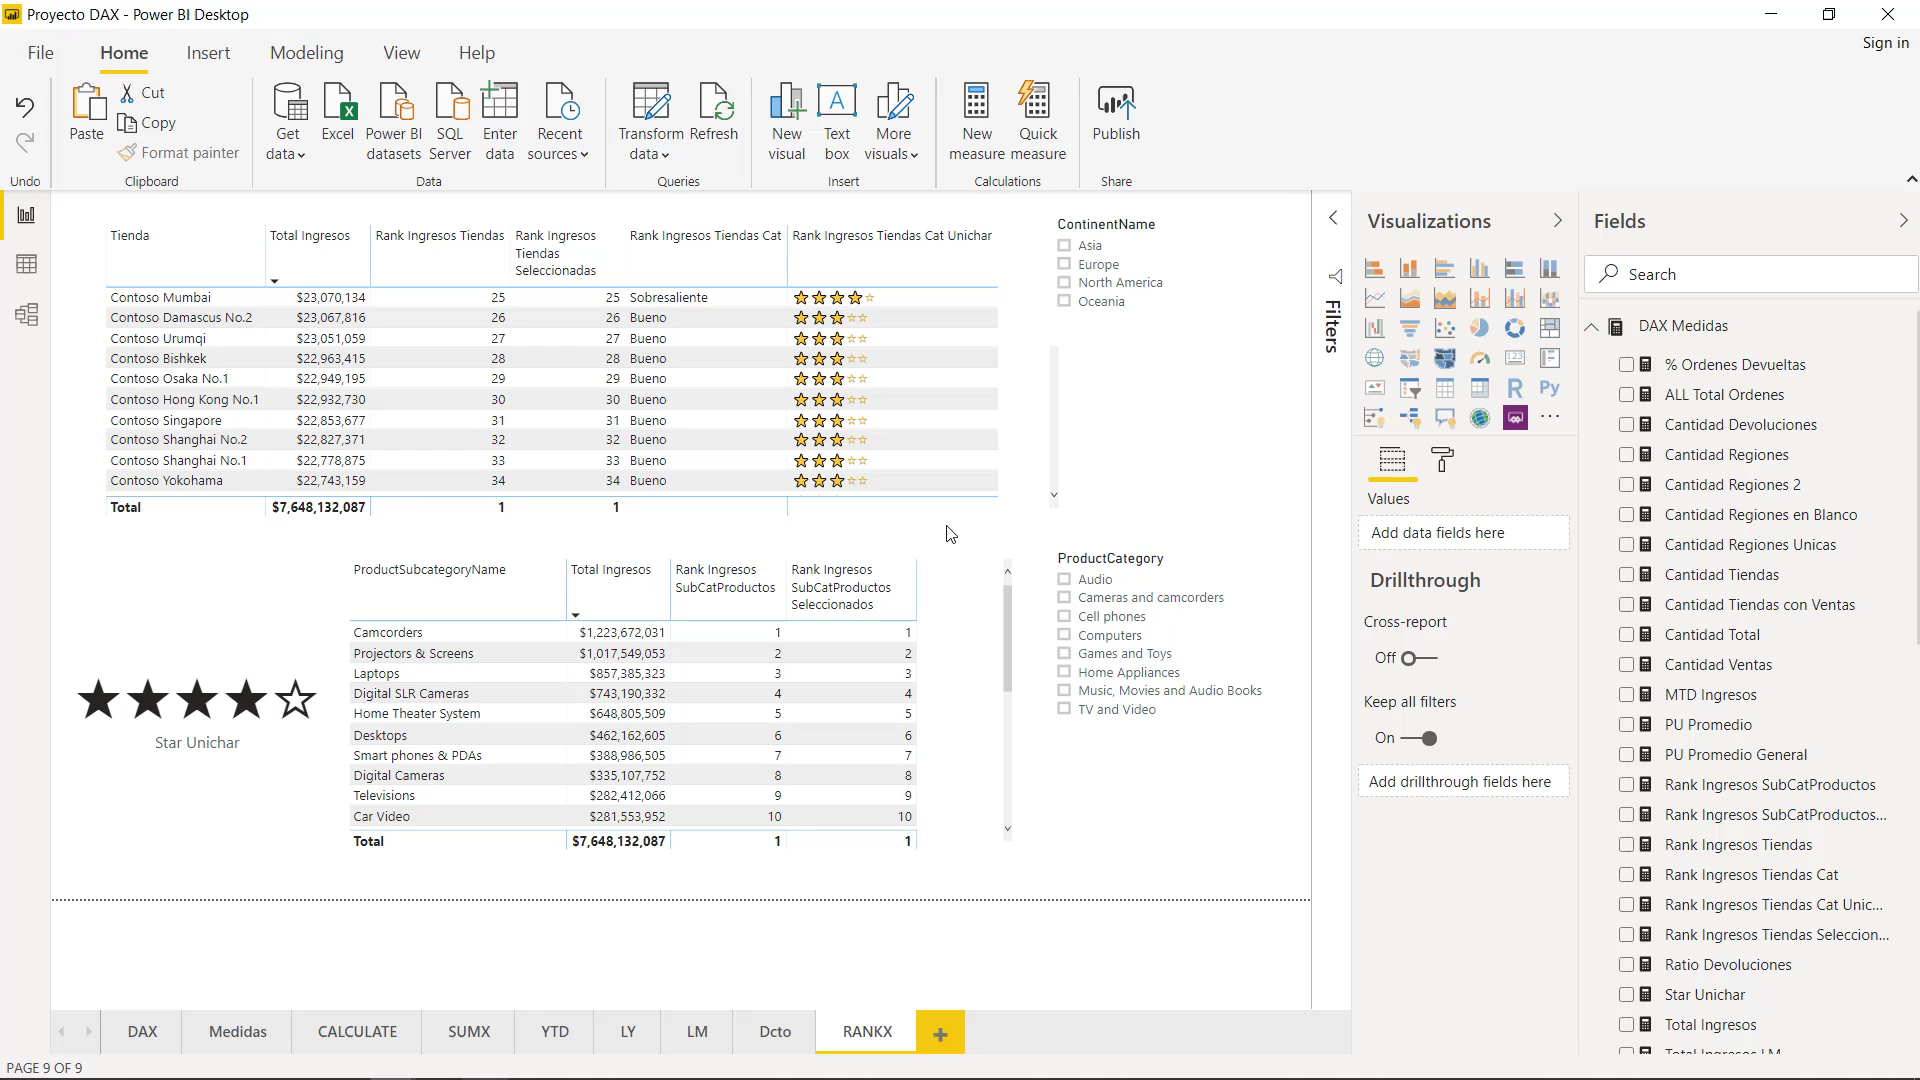 Proyecto DAX - Power BI Desktop
Sign in
File Home Insert Modeling View Help
Paste
Cut
Copy
Format painter
Get data
Excel
Power BI datasets
SQL Server
Enter data
Recent sources
Transform data
Refresh
New visual
Text box
More visuals
New measure
Quick measure
Publish
Undo Clipboard Data Queries Insert Calculations Share
Tienda Total Ingresos Rank Ingresos Tiendas Rank Ingresos Tiendas Seleccionadas Rank Ingresos Tiendas Cat Rank Ingresos Tiendas Cat Unichar
Contoso Mumbai $23,070,134 25 25 Sobresaliente ★★★★☆
Contoso Damascus No.2 $23,067,816 26 26 Bueno ★★★☆☆
Contoso Urumqi $23,051,059 27 27 Bueno ★★★☆☆
Contoso Bishkek $22,963,415 28 28 Bueno ★★★☆☆
Contoso Osaka No.1 $22,949,195 29 29 Bueno ★★★☆☆
Contoso Hong Kong No.1 $22,932,730 30 30 Bueno ★★★☆☆
Contoso Singapore $22,853,677 31 31 Bueno ★★★☆☆
Contoso Shanghai No.2 $22,827,371 32 32 Bueno ★★★☆☆
Contoso Shanghai No.1 $22,778,875 33 33 Bueno ★★★☆☆
Contoso Yokohama $22,743,159 34 34 Bueno ★★★☆☆
Total $7,648,132,087 1 1
ContinentName
Asia
Europe
North America
Oceania
★★★★☆
Star Unichar
ProductSubcategoryName Total Ingresos Rank Ingresos SubCatProductos Rank Ingresos SubCatProductos Seleccionados
Camcorders $1,223,672,031 1 1
Projectors & Screens $1,017,549,053 2 2
Laptops $857,385,323 3 3
Digital SLR Cameras $743,190,332 4 4
Home Theater System $648,805,509 5 5
Desktops $462,162,605 6 6
Smart phones & PDAs $388,986,505 7 7
Digital Cameras $335,107,752 8 8
Televisions $282,412,066 9 9
Car Video $281,553,952 10 10
Total $7,648,132,087 1 1
ProductCategory
Audio
Cameras and camcorders
Cell phones
Computers
Games and Toys
Home Appliances
Music, Movies and Audio Books
TV and Video
Filters
Visualizations
R Py
Values
Add data fields here
Drillthrough
Cross-report
Off
Keep all filters
On
Add drillthrough fields here
Fields
Search
DAX Medidas
% Ordenes Devueltas
ALL Total Ordenes
Cantidad Devoluciones
Cantidad Regiones
Cantidad Regiones 2
Cantidad Regiones en Blanco
Cantidad Regiones Unicas
Cantidad Tiendas
Cantidad Tiendas con Ventas
Cantidad Total
Cantidad Ventas
MTD Ingresos
PU Promedio
PU Promedio General
Rank Ingresos SubCatProductos
Rank Ingresos SubCatProductos...
Rank Ingresos Tiendas
Rank Ingresos Tiendas Cat
Rank Ingresos Tiendas Cat Unic...
Rank Ingresos Tiendas Seleccion...
Ratio Devoluciones
Star Unichar
Total Ingresos
Total Ingresos LM
DAX Medidas CALCULATE SUMX YTD LY LM Dcto RANKX
PAGE 9 OF 9